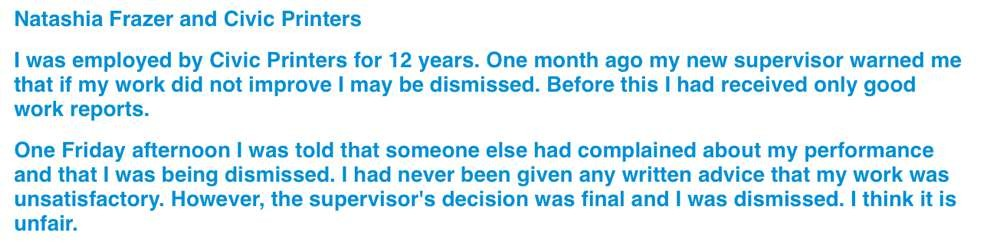 Natashia Frazer and Civic Printers
I was employed by Civic Printers for 12 years. One month ago my new supervisor warned me
that if my work did not improve I may be dismissed. Before this I had received only good
work reports.
One Friday afternoon I was told that someone else had complained about my performance
and that I was being dismissed. I had never been given any written advice that my work was
unsatisfactory. However, the supervisor's decision was final and I was dismissed. I think it is
unfair.